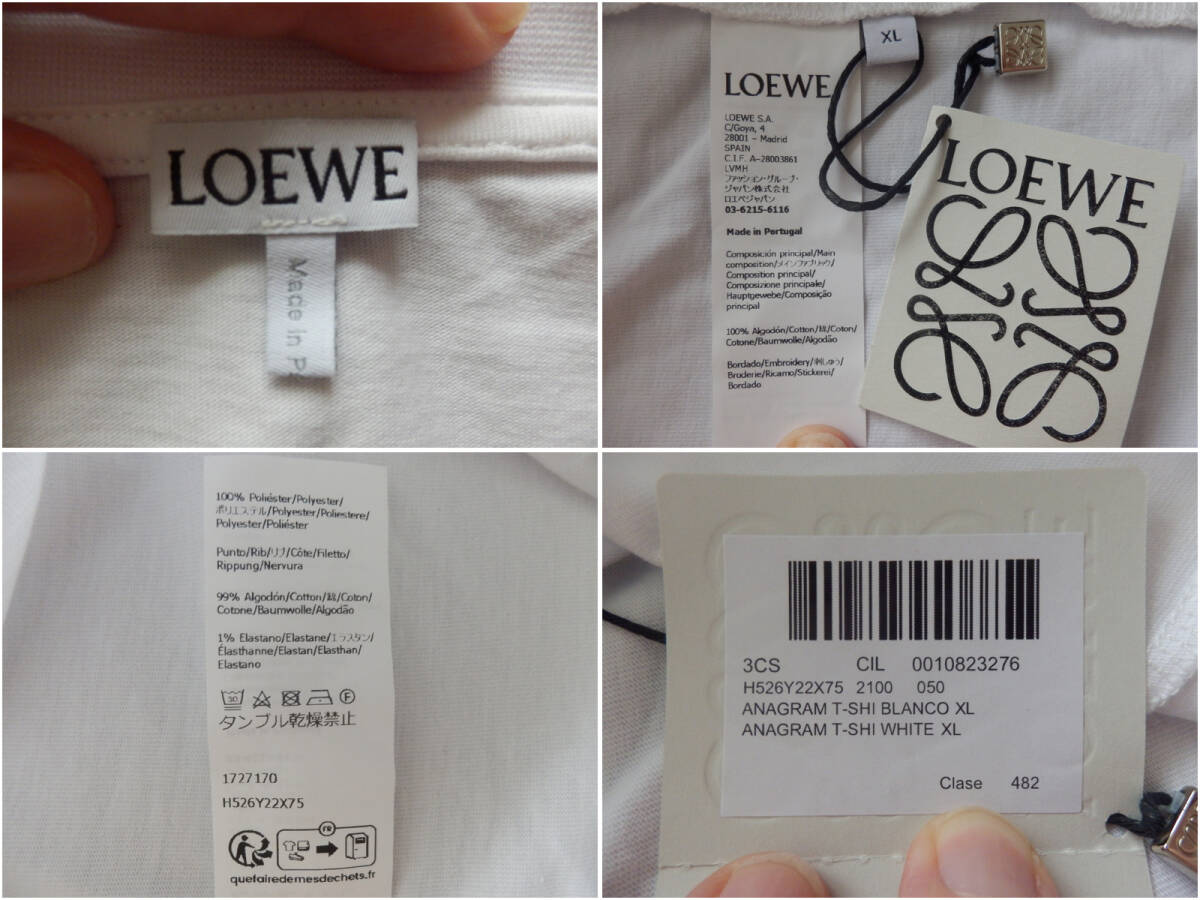 LOEWE
Made in P
XL
LOEWE
LOEWE S.A.
C/Goya, 4
28001 - Madrid
SPAIN
C.I.F. A-28003861
LVMH
ファッション・グループ・
ジャパン株式会社
ロエベジャパン
03-6215-6116
Made in Portugal
Composición principal/Main
composition/メインファブリック/
Composition principal/
Composizione principale/
Hauptgewebe/Composição
principal
100% Algodón/Cotton/綿/Coton/
Cotone/Baumwolle/Algodão
Bordado/Embroidery/刺しゅう/
Broderie/Ricamo/Stickerei/
Bordado
LOEWE
100% Poliéster/Polyester/
ポリエステル/Polyester/Poliestere/
Polyester/Poliéster
Punto/Rib/リブ/Côte/Filetto/
Rippung/Nervura
99% Algodón/Cotton/綿/Coton/
Cotone/Baumwolle/Algodão
1% Elastano/Elastane/エラスタン/
Élasthanne/Elastan/Elasthan/
Elastano
30 F
タンブル乾燥禁止
1727170
H526Y22X75
FR
quefairedemesdechets.fr
3CS CIL 0010823276
H526Y22X75 2100 050
ANAGRAM T-SHI BLANCO XL
ANAGRAM T-SHI WHITE XL
Clase 482